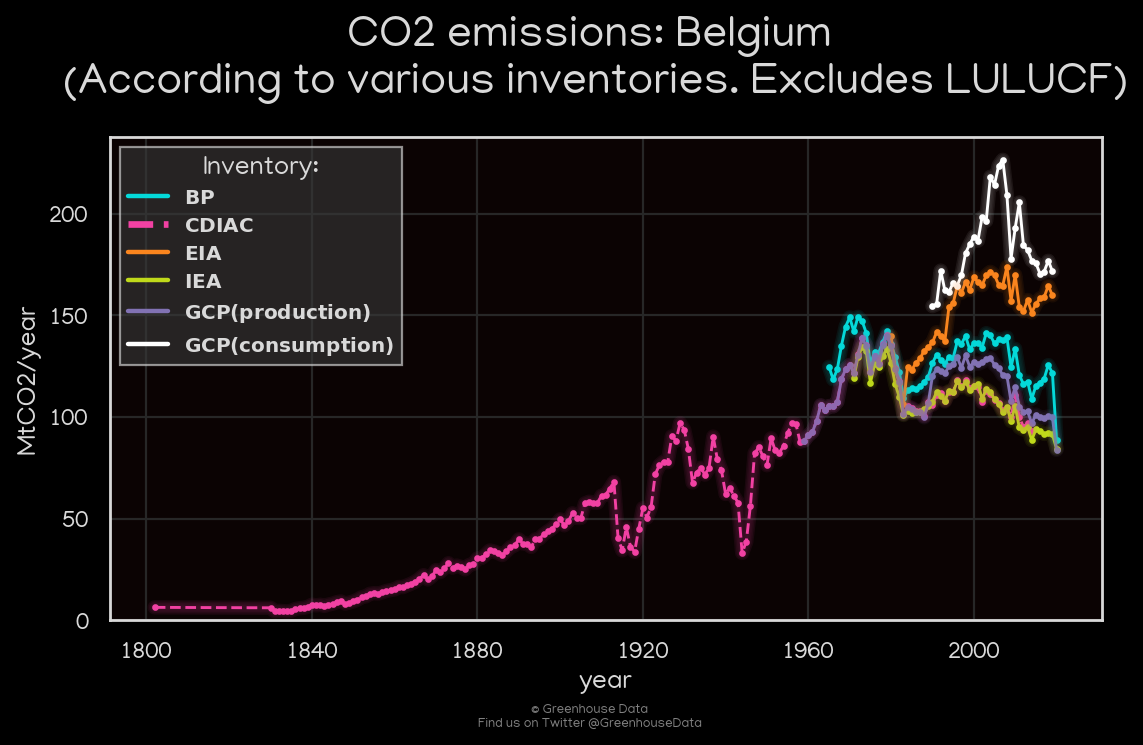 CO2 emissions: Belgium
(According to various inventories. Excludes LULUCF)
Inventory:
BP
CDIAC
EIA
IEA
GCP(production)
GCP(consumption)
MtCO2/year
200
150
100
50
0
1800 1840 1880 1920 1960 2000
year
© Greenhouse Data
Find us on Twitter @GreenhouseData